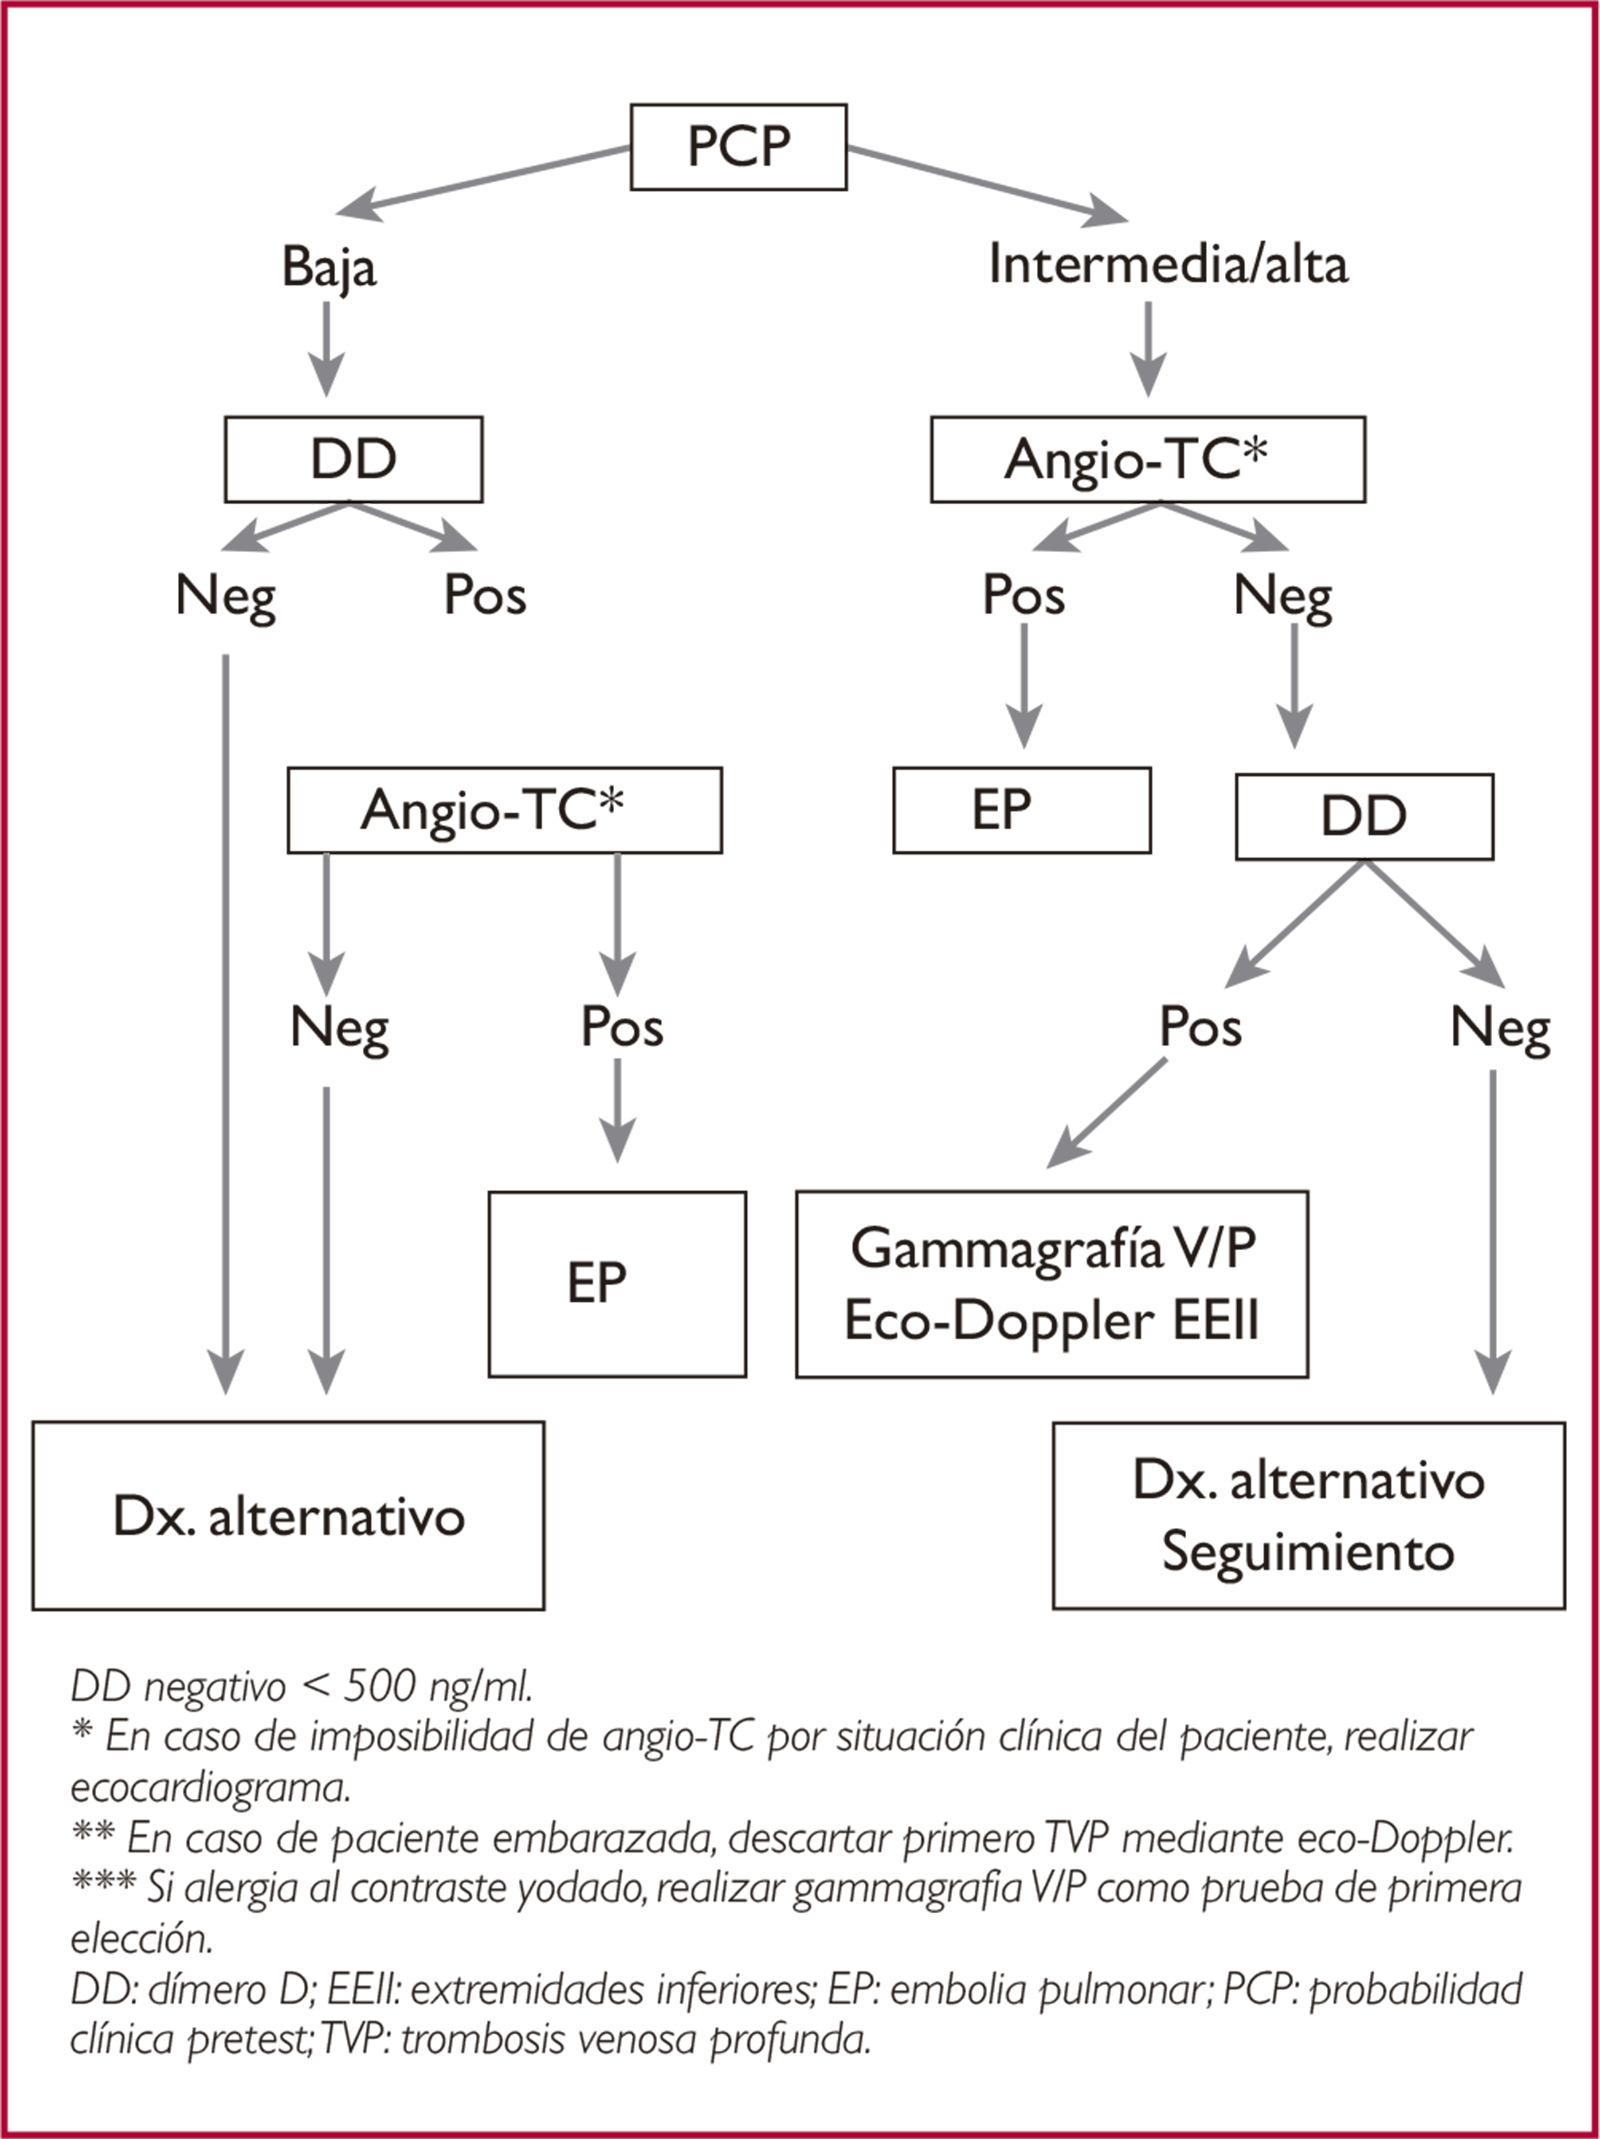 PCP
Baja
Intermedia/alta
DD
Angio-TC*
Neg
Pos
Pos
Neg
Angio-TC*
EP
DD
Neg
Pos
Pos
Neg
EP
Gammagrafía V/P
Eco-Doppler EEII
Dx. alternativo
Dx. alternativo
Seguimiento
DD negativo < 500 ng/ml.
* En caso de imposibilidad de angio-TC por situación clínica del paciente, realizar
ecocardiograma.
** En caso de paciente embarazada, descartar primero TVP mediante eco-Doppler.
*** Si alergia al contraste yodado, realizar gammagrafia V/P como prueba de primera
elección.
DD: dímero D; EEII: extremidades inferiores; EP: embolia pulmonar; PCP: probabilidad
clínica pretest; TVP: trombosis venosa profunda.